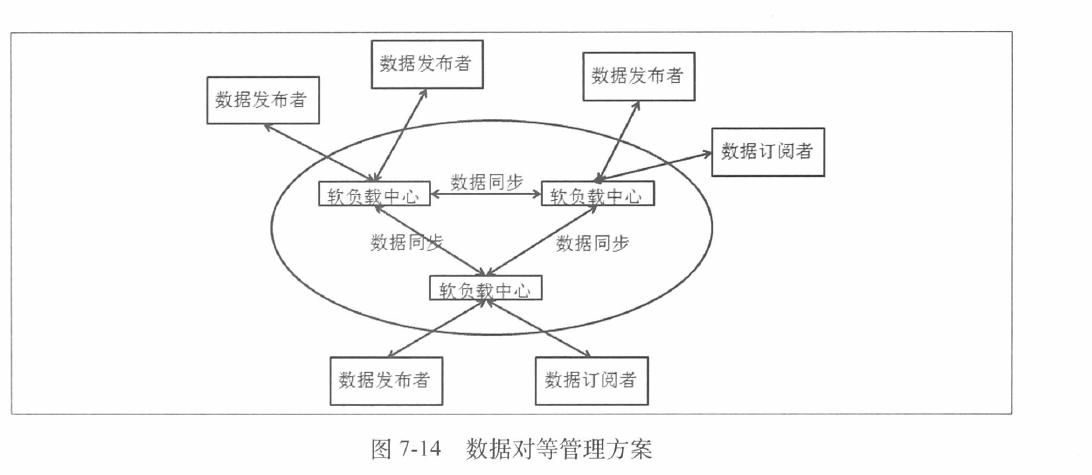 数据发布者
数据发布者
数据发布者
数据订阅者
软负载中心
数据同步
软负载中心
数据同步
数据同步
软负载中心
数据发布者
数据订阅者
图 7-14 数据对等管理方案